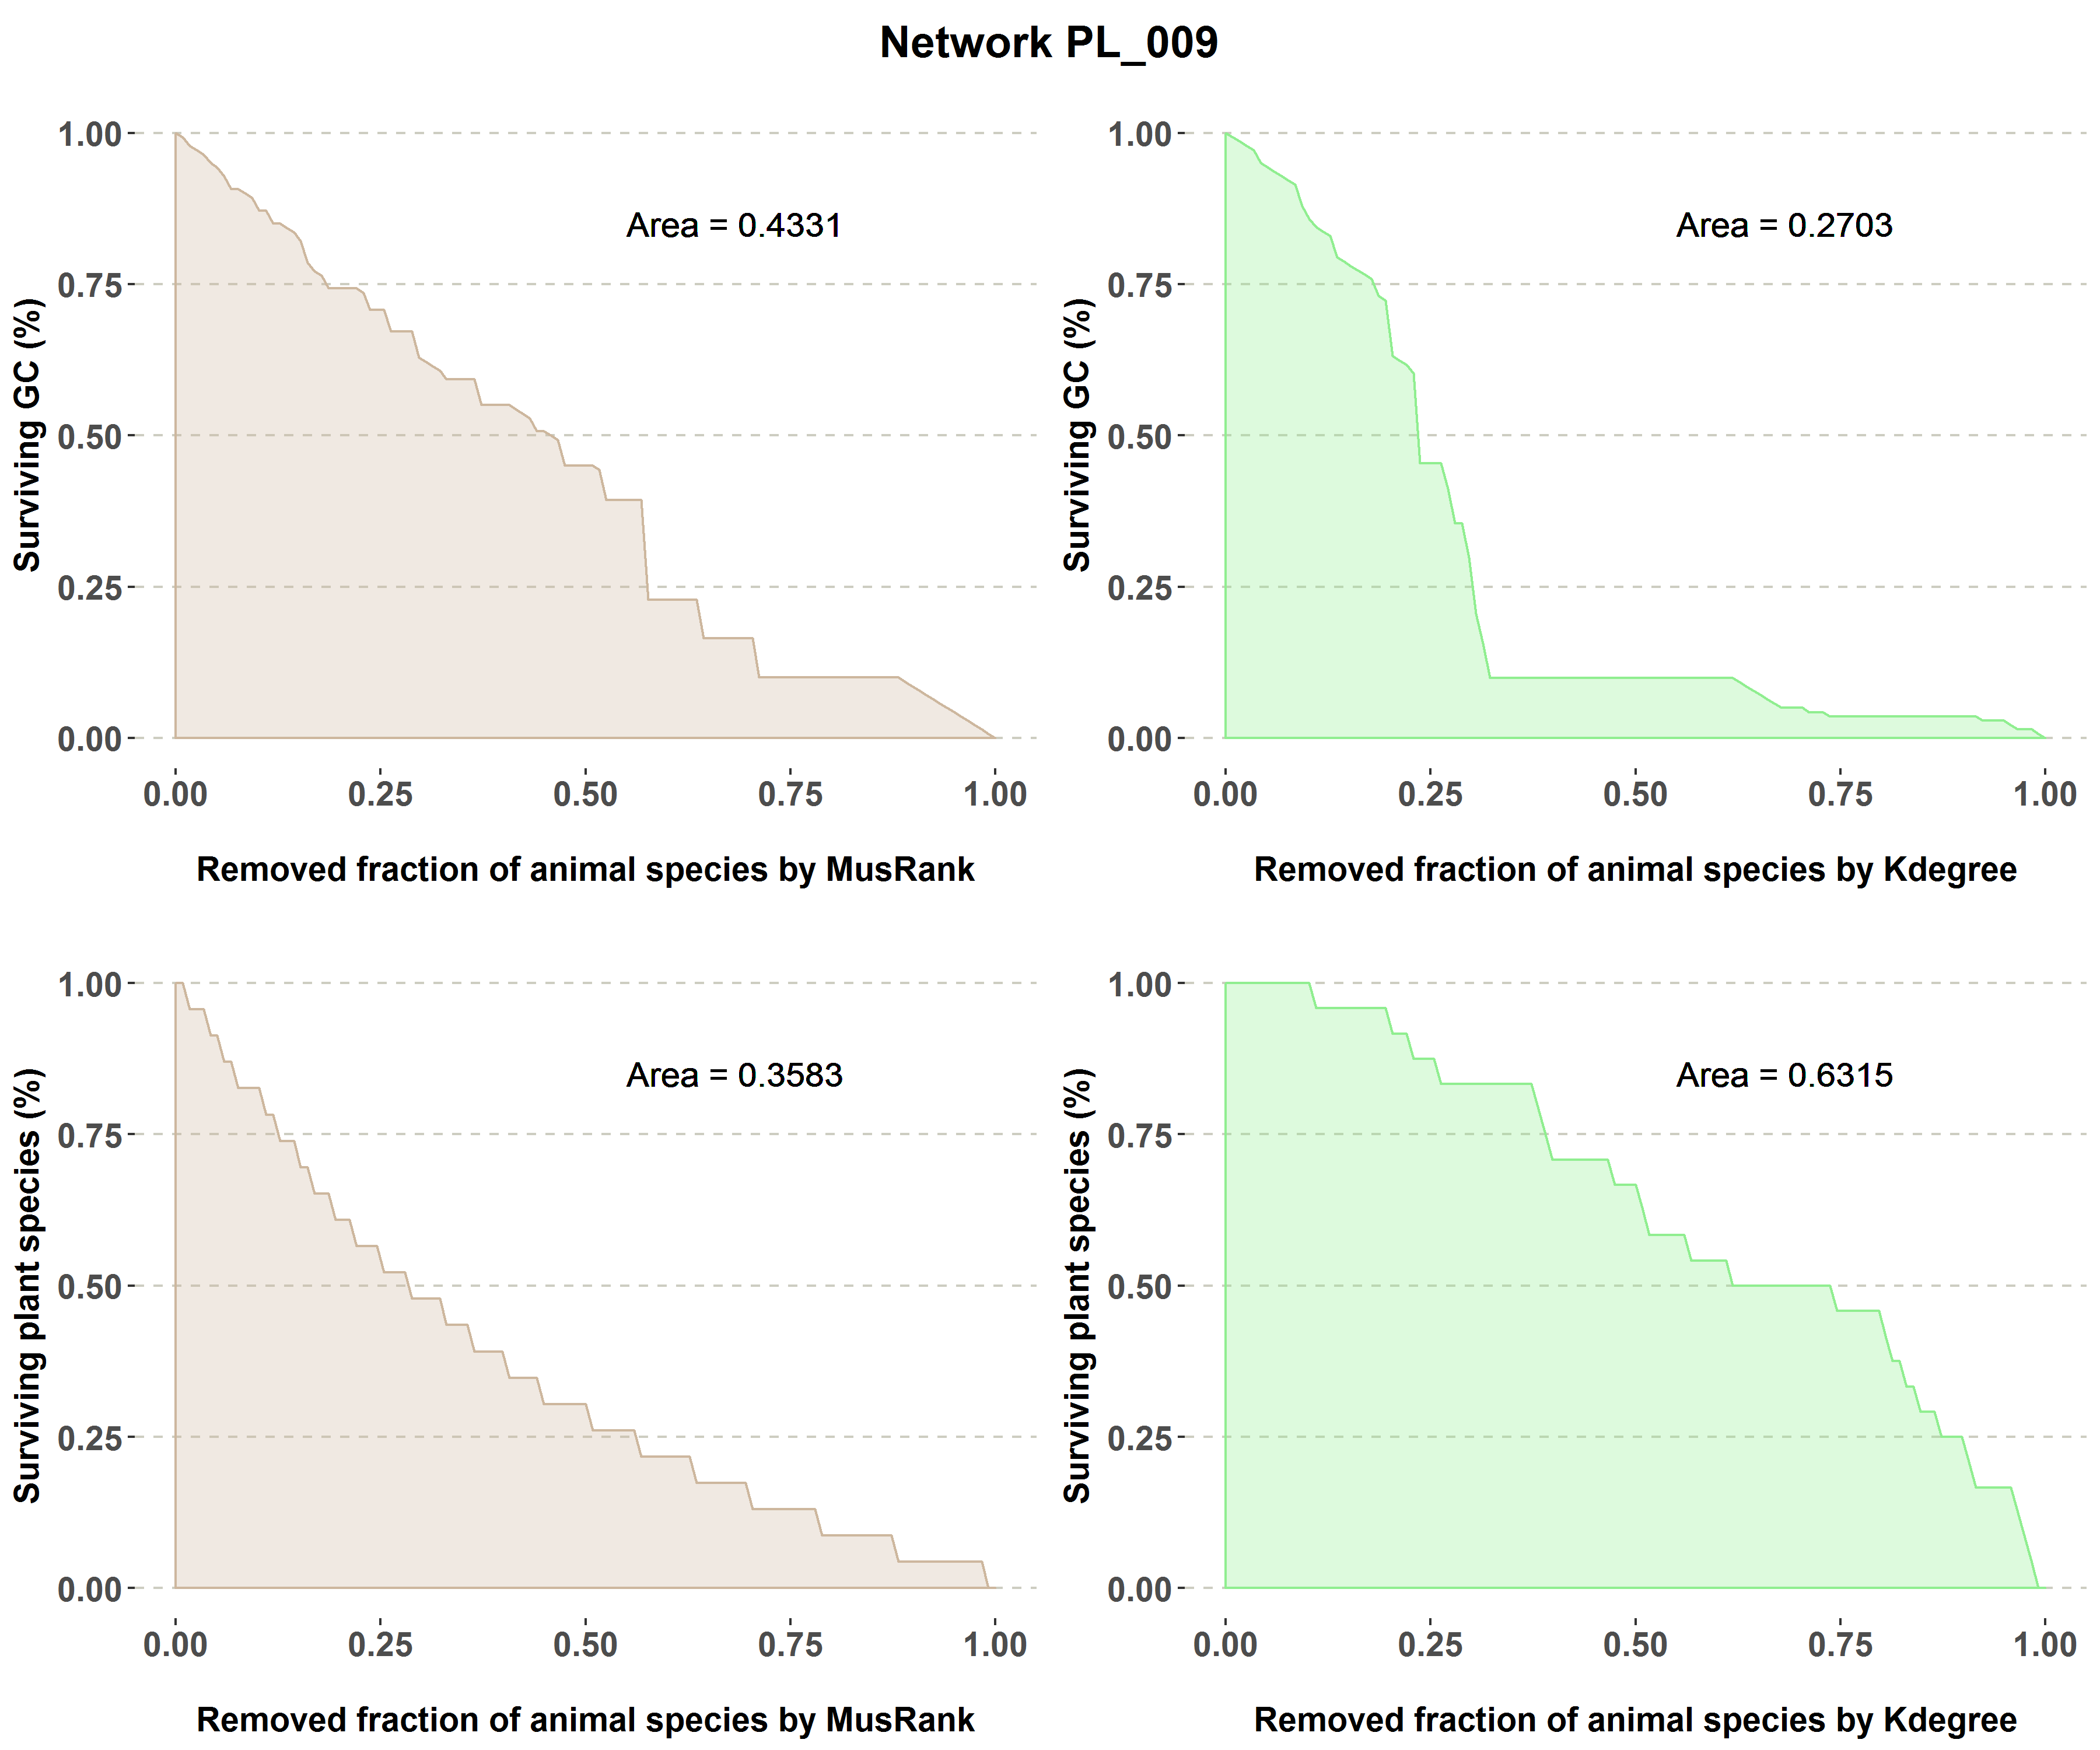 Network PL_009
Surviving GC (%)
1.00
0.75
0.50
0.25
0.00
Area = 0.4331
0.00 0.25 0.50 0.75 1.00
Removed fraction of animal species by MusRank
Surviving GC (%)
1.00
0.75
0.50
0.25
0.00
Area = 0.2703
0.00 0.25 0.50 0.75 1.00
Removed fraction of animal species by Kdegree
Surviving plant species (%)
1.00
0.75
0.50
0.25
0.00
Area = 0.3583
0.00 0.25 0.50 0.75 1.00
Removed fraction of animal species by MusRank
Surviving plant species (%)
1.00
0.75
0.50
0.25
0.00
Area = 0.6315
0.00 0.25 0.50 0.75 1.00
Removed fraction of animal species by Kdegree